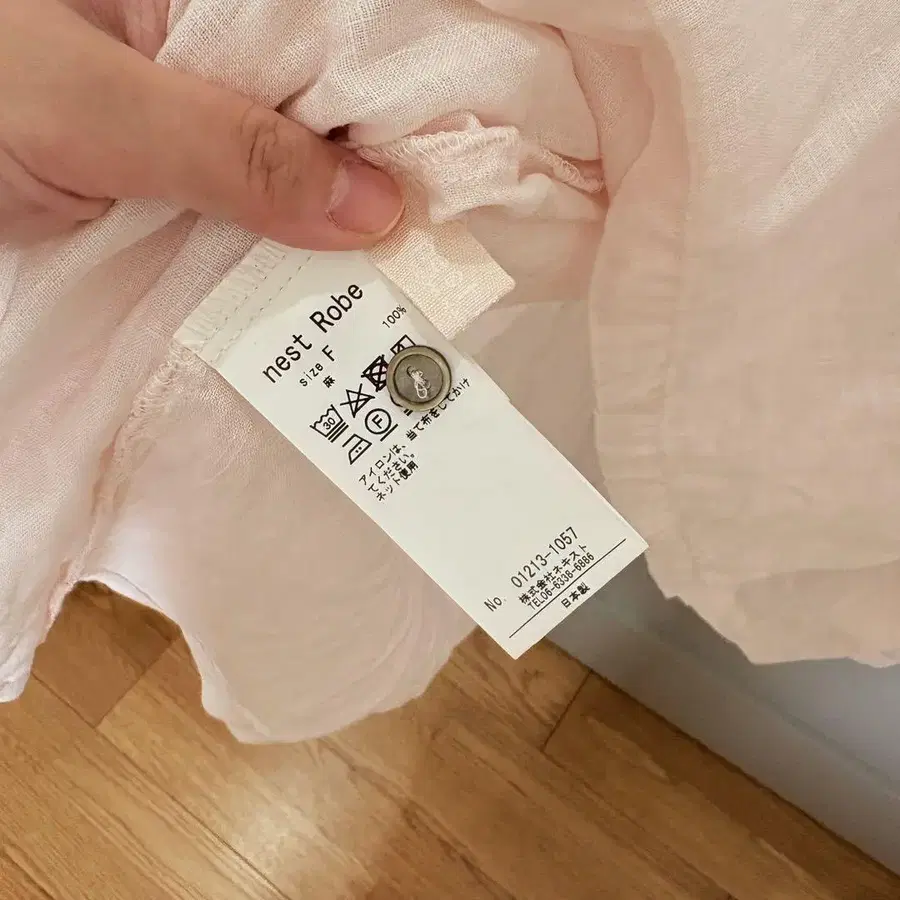 nest Robe
size F
麻 100%
30
F
アイロンは、当て布をしてかけ
てください。
ネット使用
No. 01213-1057
株式会社ネキスト
TEL06-6338-6886
日本製